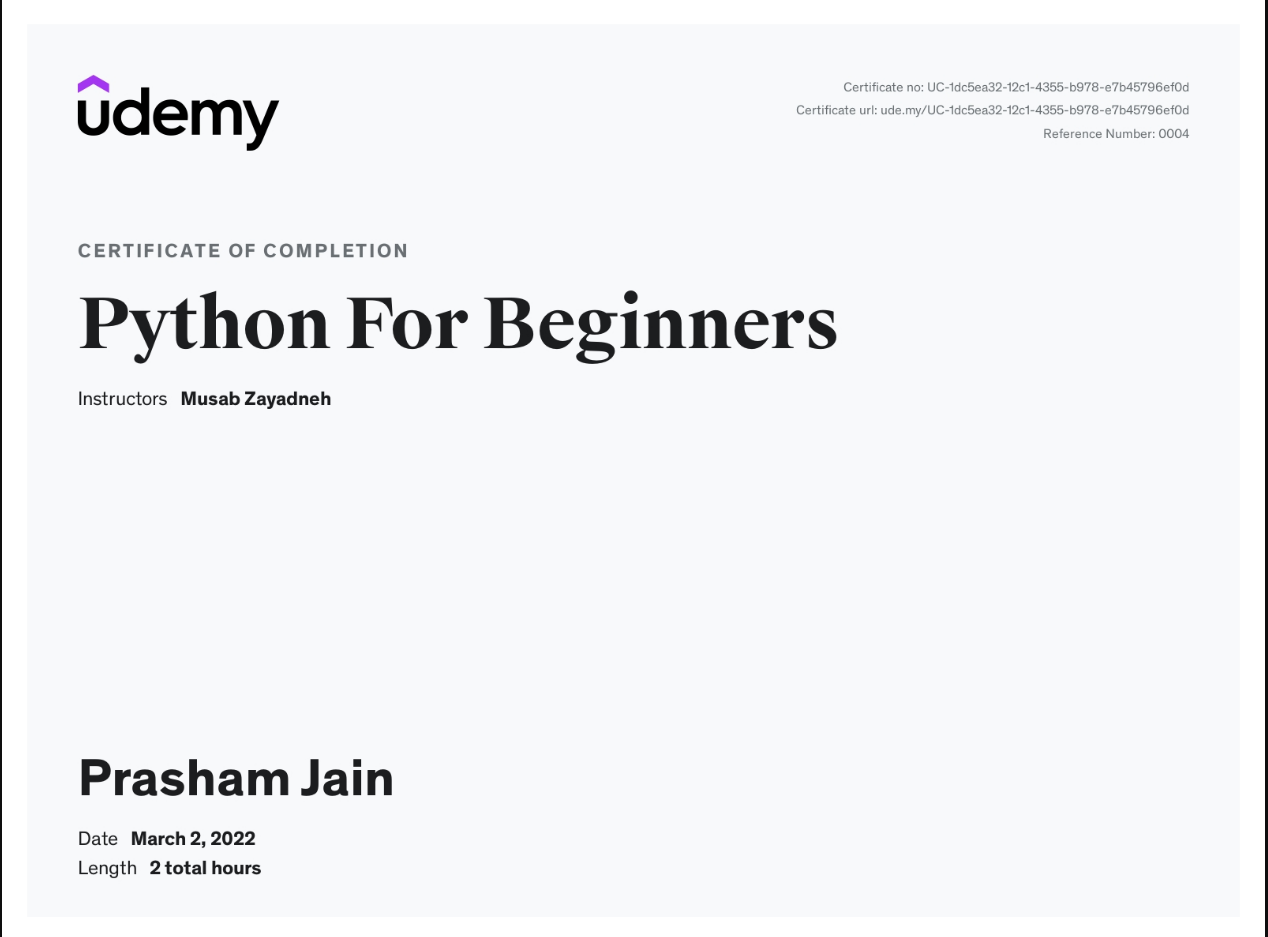 udemy
Certificate no: UC-1dc5ea32-12c1-4355-b978-e7b45796ef0d
Certificate url: ude.my/UC-1dc5ea32-12c1-4355-b978-e7b45796ef0d
Reference Number: 0004
CERTIFICATE OF COMPLETION
Python For Beginners
Instructors Musab Zayadneh
Prasham Jain
Date March 2, 2022
Length 2 total hours